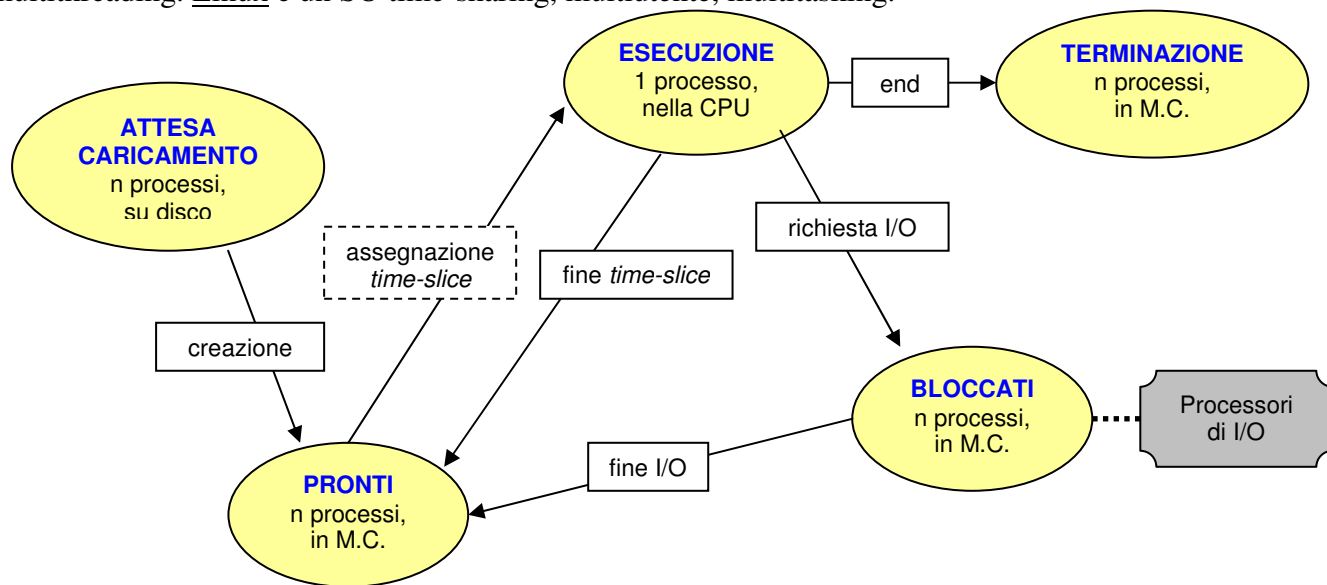 multithreading. Linux è un SO time-sharing, multiutente, multitasking.
ESECUZIONE
1 processo,
nella CPU
end
TERMINAZIONE
n processi,
in M.C.
ATTESA
CARICAMENTO
n processi,
su disco
richiesta I/O
assegnazione
time-slice
fine time-slice
creazione
BLOCCATI
n processi,
in M.C.
Processori
di I/O
fine I/O
PRONTI
n processi,
in M.C.